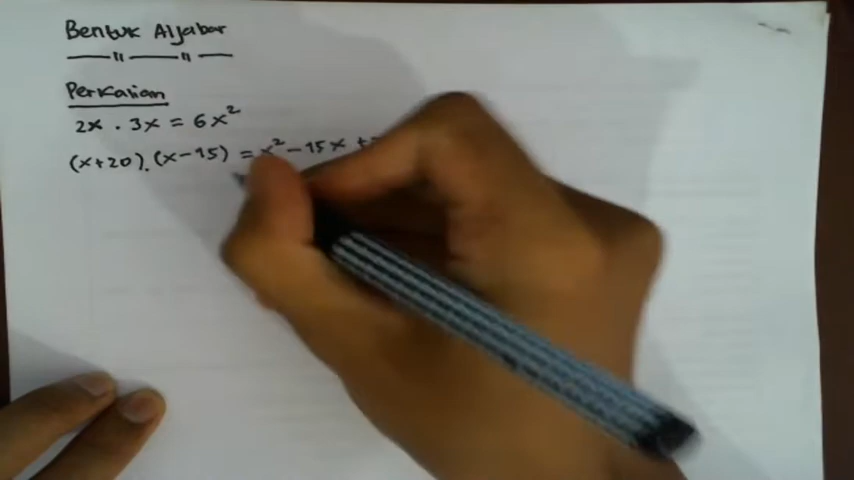 Bentuk Aljabar
Perkalian
2x . 3x = 6x²
(x+20).(x-15) = x² - 15x +